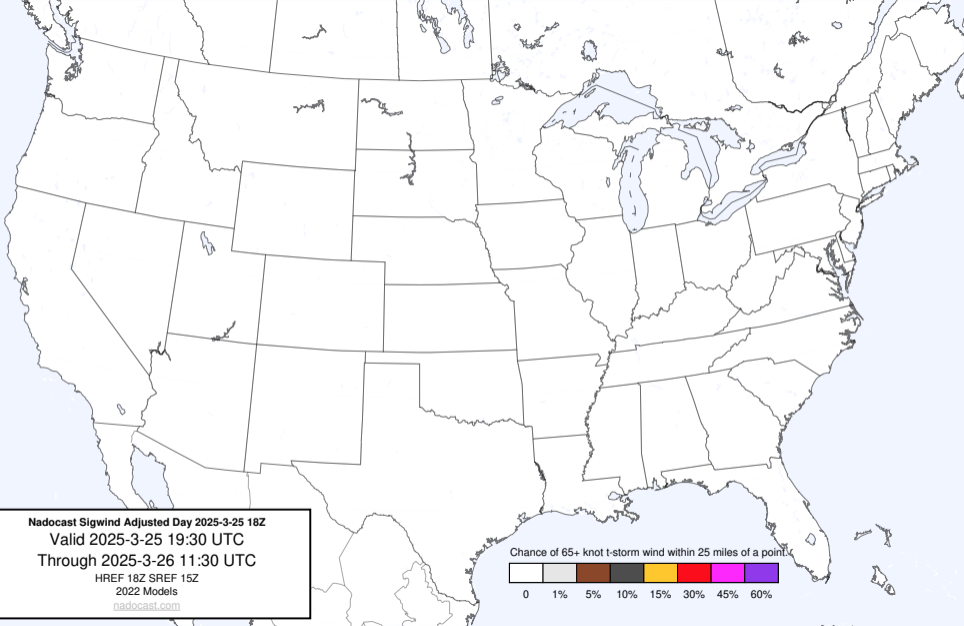 Nadocast Sigwind Adjusted Day 2025-3-25 18Z
Valid 2025-3-25 19:30 UTC
Through 2025-3-26 11:30 UTC
HREF 18Z SREF 15Z
2022 Models
nadocast.com
Chance of 65+ knot t-storm wind within 25 miles of a point.
0 1% 5% 10% 15% 30% 45% 60%